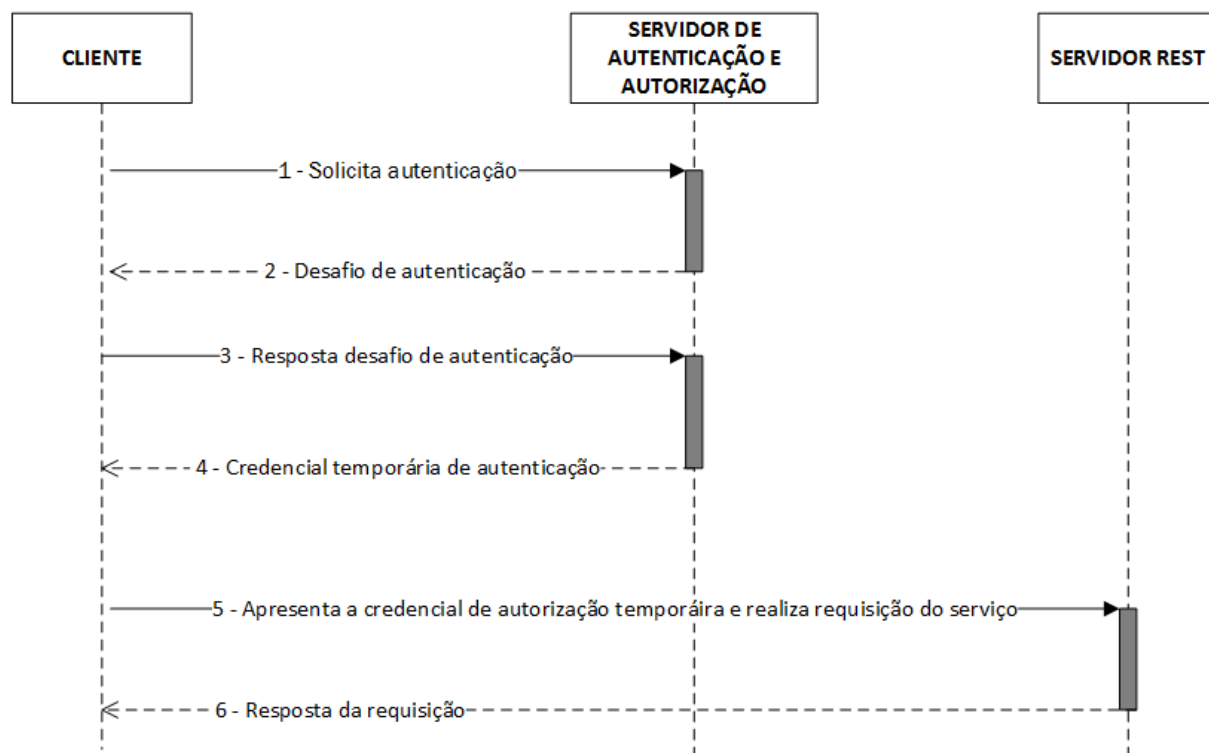 CLIENTE
SERVIDOR DE
AUTENTICAÇÃO E
AUTORIZAÇÃO
SERVIDOR REST
1 - Solicita autenticação
2 - Desafio de autenticação
3 - Resposta desafio de autenticação
4 - Credencial temporária de autenticação
5 - Apresenta a credencial de autorização temporáira e realiza requisição do serviço
6 - Resposta da requisição